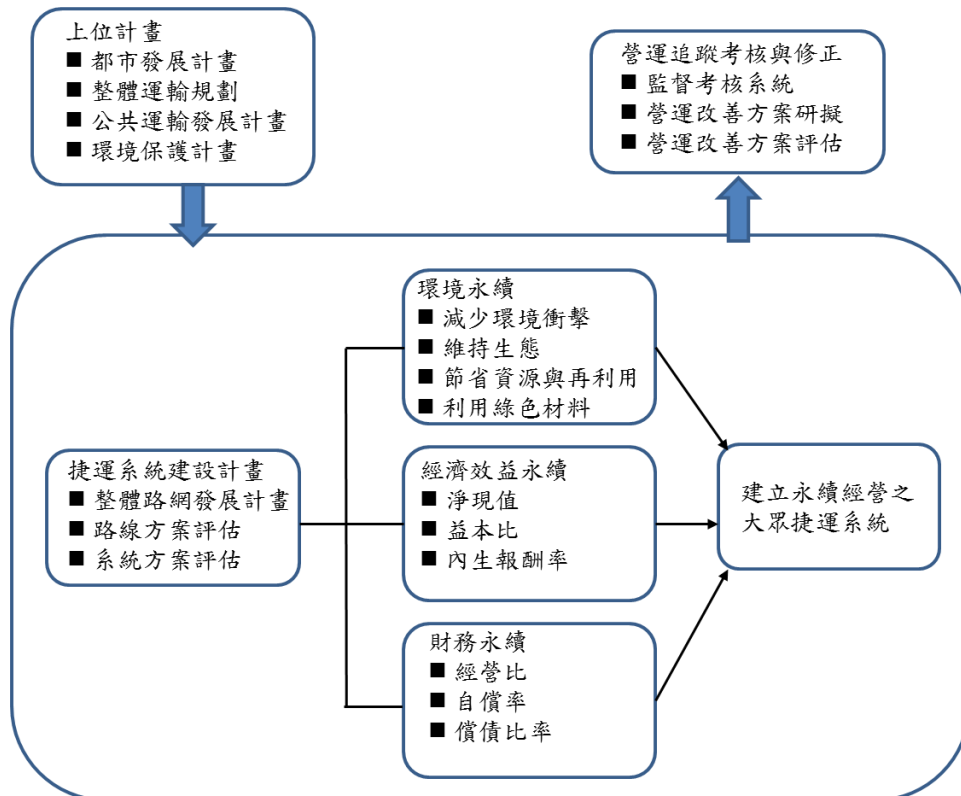 上位計畫
■ 都市發展計畫
■ 整體運輸規劃
■ 公共運輸發展計畫
■ 環境保護計畫
營運追蹤考核與修正
■ 監督考核系統
■ 營運改善方案研擬
■ 營運改善方案評估
環境永續
■ 減少環境衝擊
■ 維持生態
■ 節省資源與再利用
■ 利用綠色材料
捷運系統建設計畫
■ 整體路網發展計畫
■ 路線方案評估
■ 系統方案評估
經濟效益永續
■ 淨現值
■ 益本比
■ 內生報酬率
財務永續
■ 經營比
■ 自償率
■ 償債比率
建立永續經營之
大眾捷運系統